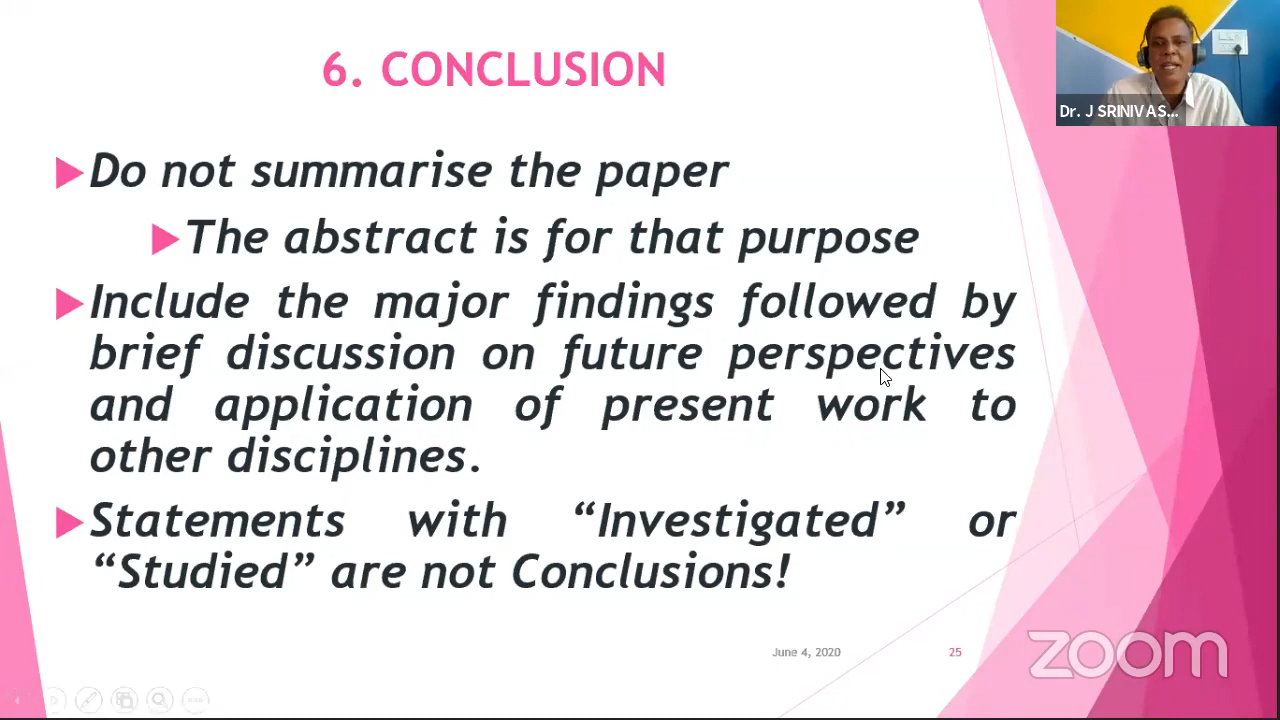 6. CONCLUSION
Dr. J SRINIVAS...
Do not summarise the paper
The abstract is for that purpose
Include the major findings followed by
brief discussion on future perspectives
and application of present work to
other disciplines.
Statements with “Investigated” or
“Studied” are not Conclusions!
June 4, 2020
25
zoom